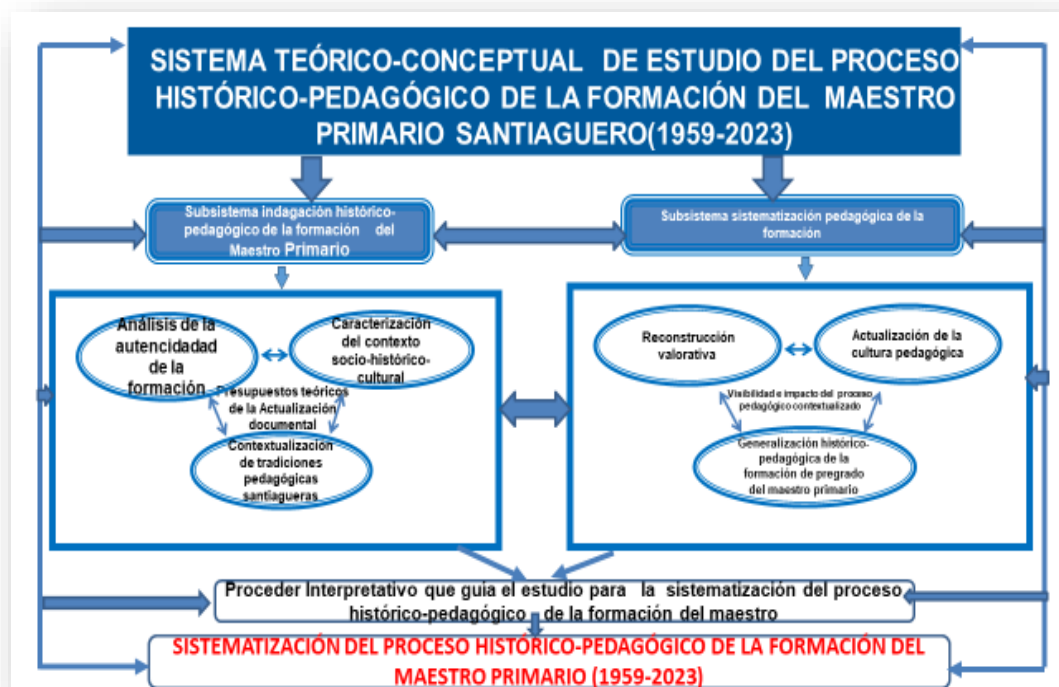 SISTEMA TEÓRICO-CONCEPTUAL DE ESTUDIO DEL PROCESO
HISTÓRICO-PEDAGÓGICO DE LA FORMACIÓN DEL MAESTRO
PRIMARIO SANTIAGUERO(1959-2023)
Subsistema indagación histórico-
pedagógico de la formación del
Maestro Primario
Subsistema sistematización pedagógica de la
formación
Análisis de la
autencidadad
de la
formación
Caracterización
del contexto
socio-histórico-
cultural
Presupuestos teóricos
de la Actualización
documental
Contextualización
de tradiciones
pedagógicas
santiagueras
Reconstrucción
valorativa
Actualización de la
cultura pedagógica
Visibilidad e impacto del proceso
pedagógico contextualizado
Generalización histórico-
pedagógica de la
formación de pregrado
del maestro primario
Proceder Interpretativo que guia el estudio para la sistematización del proceso
histórico-pedagógico de la formación del maestro
SISTEMATIZACIÓN DEL PROCESO HISTÓRICO-PEDAGÓGICO DE LA FORMACIÓN DEL
MAESTRO PRIMARIO (1959-2023)